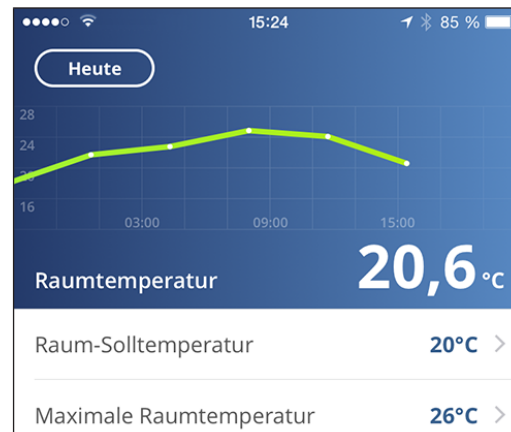 15:24 85 %
Heute
28
24
20
16
03:00 09:00 15:00
Raumtemperatur 20,6 °C
Raum-Solltemperatur 20°C
Maximale Raumtemperatur 26°C